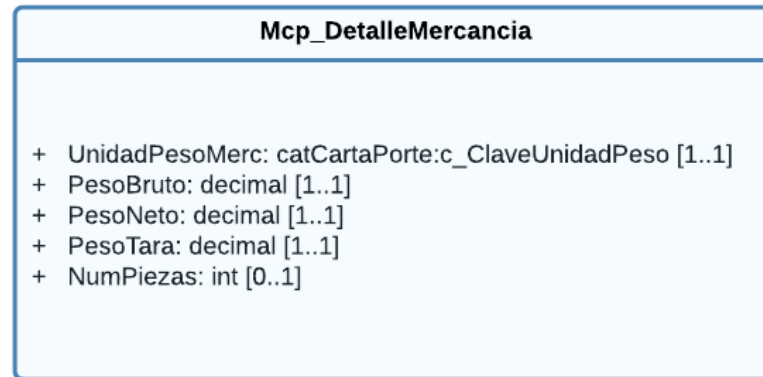 Mcp_DetalleMercancia
+ UnidadPesoMerc: catCartaPorte:c_ClaveUnidadPeso [1..1]
+ PesoBruto: decimal [1..1]
+ PesoNeto: decimal [1..1]
+ PesoTara: decimal [1..1]
+ NumPiezas: int [0..1]